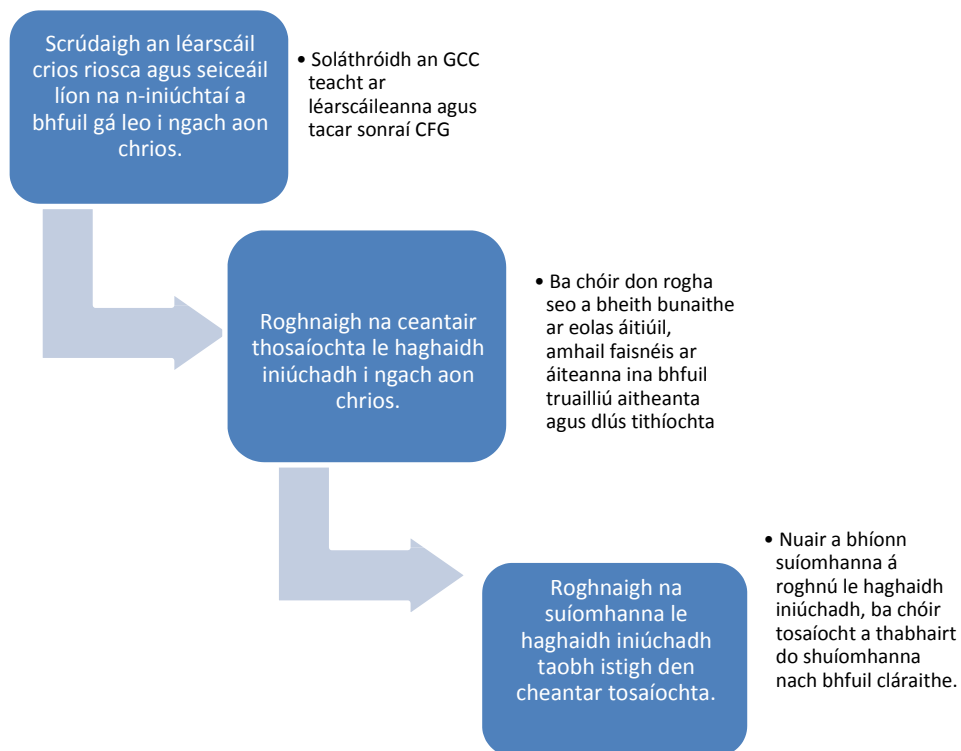 Scrúdaigh an léarscáil
crios riosca agus seiceáil
líon na n-iniúchtaí a
bhfuil gá leo i ngach aon
chrios.
• Soláthróidh an GCC
teacht ar
léarscáileanna agus
tacar sonraí CFG
Roghnaigh na ceantair
thosaíochta le haghaidh
iniúchadh i ngach aon
chrios.
• Ba chóir don rogha
seo a bheith bunaithe
ar eolas áitiúil,
amhail faisnéis ar
áiteanna ina bhfuil
truailliú aitheanta
agus dlús tithíochta
Roghnaigh na
suíomhanna le
haghaidh iniúchadh
taobh istigh den
cheantar tosaíochta.
• Nuair a bhíonn
suíomhanna á
roghnú le haghaidh
iniúchadh, ba chóir
tosaíocht a thabhairt
do shuíomhanna
nach bhfuil cláraithe.